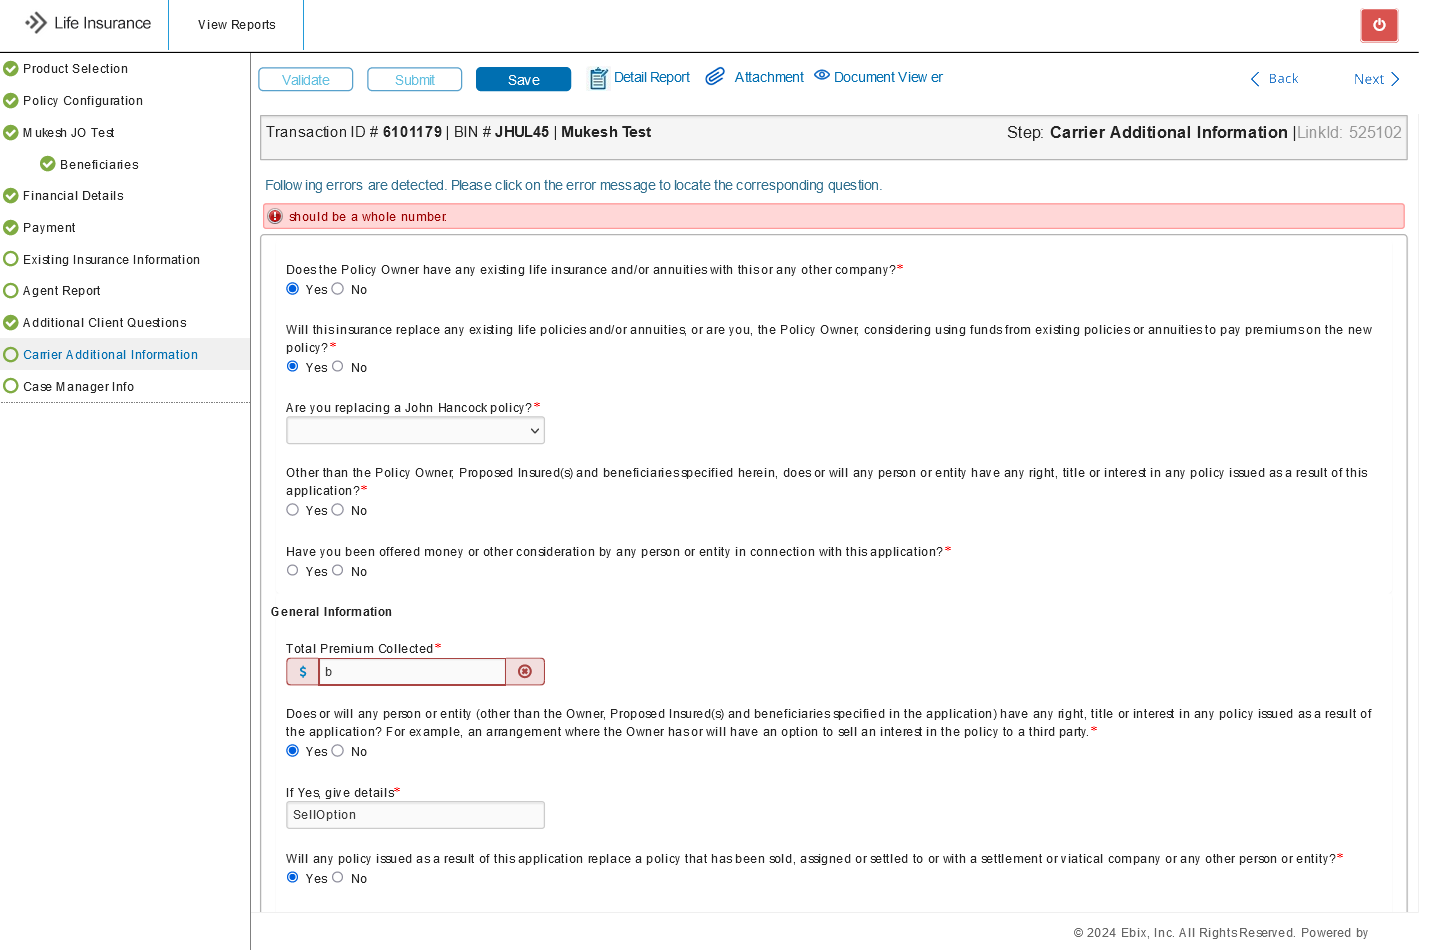 Life Insurance
View Reports
Product Selection
Policy Configuration
Mukesh JO Test
Beneficiaries
Financial Details
Payment
Existing Insurance Information
Agent Report
Additional Client Questions
Carrier Additional Information
Case Manager Info
Validate
Submit
Save
Detail Report
Attachment
Document Viewer
Back
Next
Transaction ID # 6101179 | BIN # JHUL45 | Mukesh Test
Step: Carrier Additional Information |LinkId: 525102
Following errors are detected. Please click on the error message to locate the corresponding question.
should be a whole number.
Does the Policy Owner have any existing life insurance and/or annuities with this or any other company?*
Yes No
Will this insurance replace any existing life policies and/or annuities, or are you, the Policy Owner, considering using funds from existing policies or annuities to pay premiums on the new
policy?*
Yes No
Are you replacing a John Hancock policy?*
Other than the Policy Owner, Proposed Insured(s) and beneficiaries specified herein, does or will any person or entity have any right, title or interest in any policy issued as a result of this
application?*
Yes No
Have you been offered money or other consideration by any person or entity in connection with this application?*
Yes No
General Information
Total Premium Collected*
$ b
Does or will any person or entity (other than the Owner, Proposed Insured(s) and beneficiaries specified in the application) have any right, title or interest in any policy issued as a result of
the application? For example, an arrangement where the Owner has or will have an option to sell an interest in the policy to a third party.*
Yes No
If Yes, give details*
SellOption
Will any policy issued as a result of this application replace a policy that has been sold, assigned or settled to or with a settlement or viatical company or any other person or entity?*
Yes No
© 2024 Ebix, Inc. All Rights Reserved. Powered by